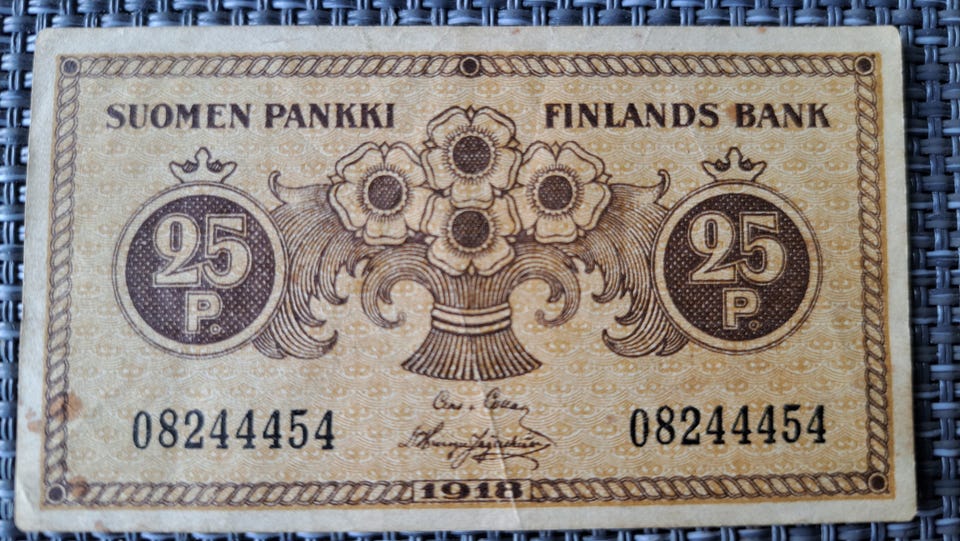 SUOMEN PANKKI FINLANDS BANK
25 25
P. P.
08244454 08244454
1918